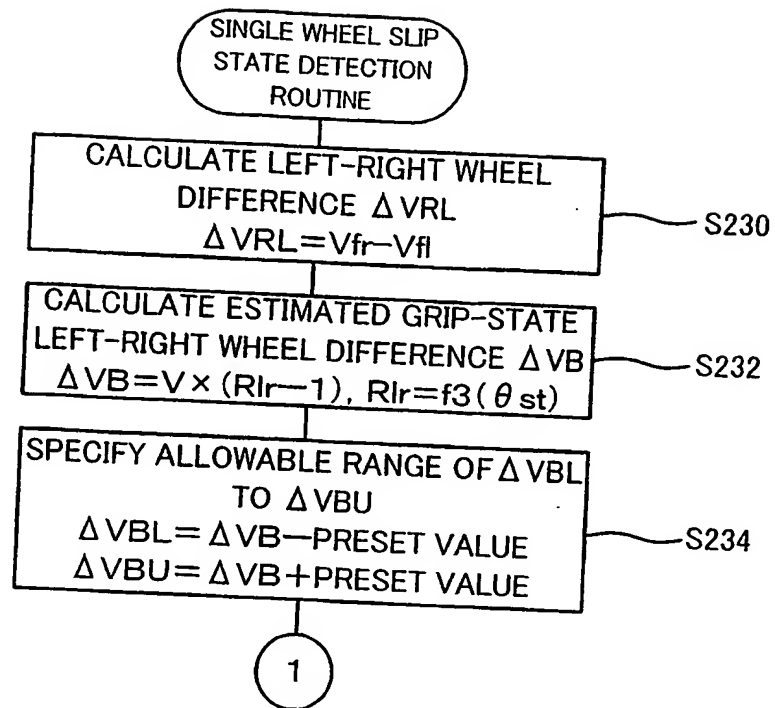 SINGLE WHEEL SLIP
STATE DETECTION
ROUTINE
CALCULATE LEFT-RIGHT WHEEL
DIFFERENCE ΔVRL
ΔVRL=Vfr−Vfl
S230
CALCULATE ESTIMATED GRIP-STATE
LEFT-RIGHT WHEEL DIFFERENCE ΔVB
ΔVB=V×(Rlr−1), Rlr=f3(θst)
S232
SPECIFY ALLOWABLE RANGE OF ΔVBL
TO ΔVBU
ΔVBL=ΔVB−PRESET VALUE
ΔVBU=ΔVB+PRESET VALUE
S234
1